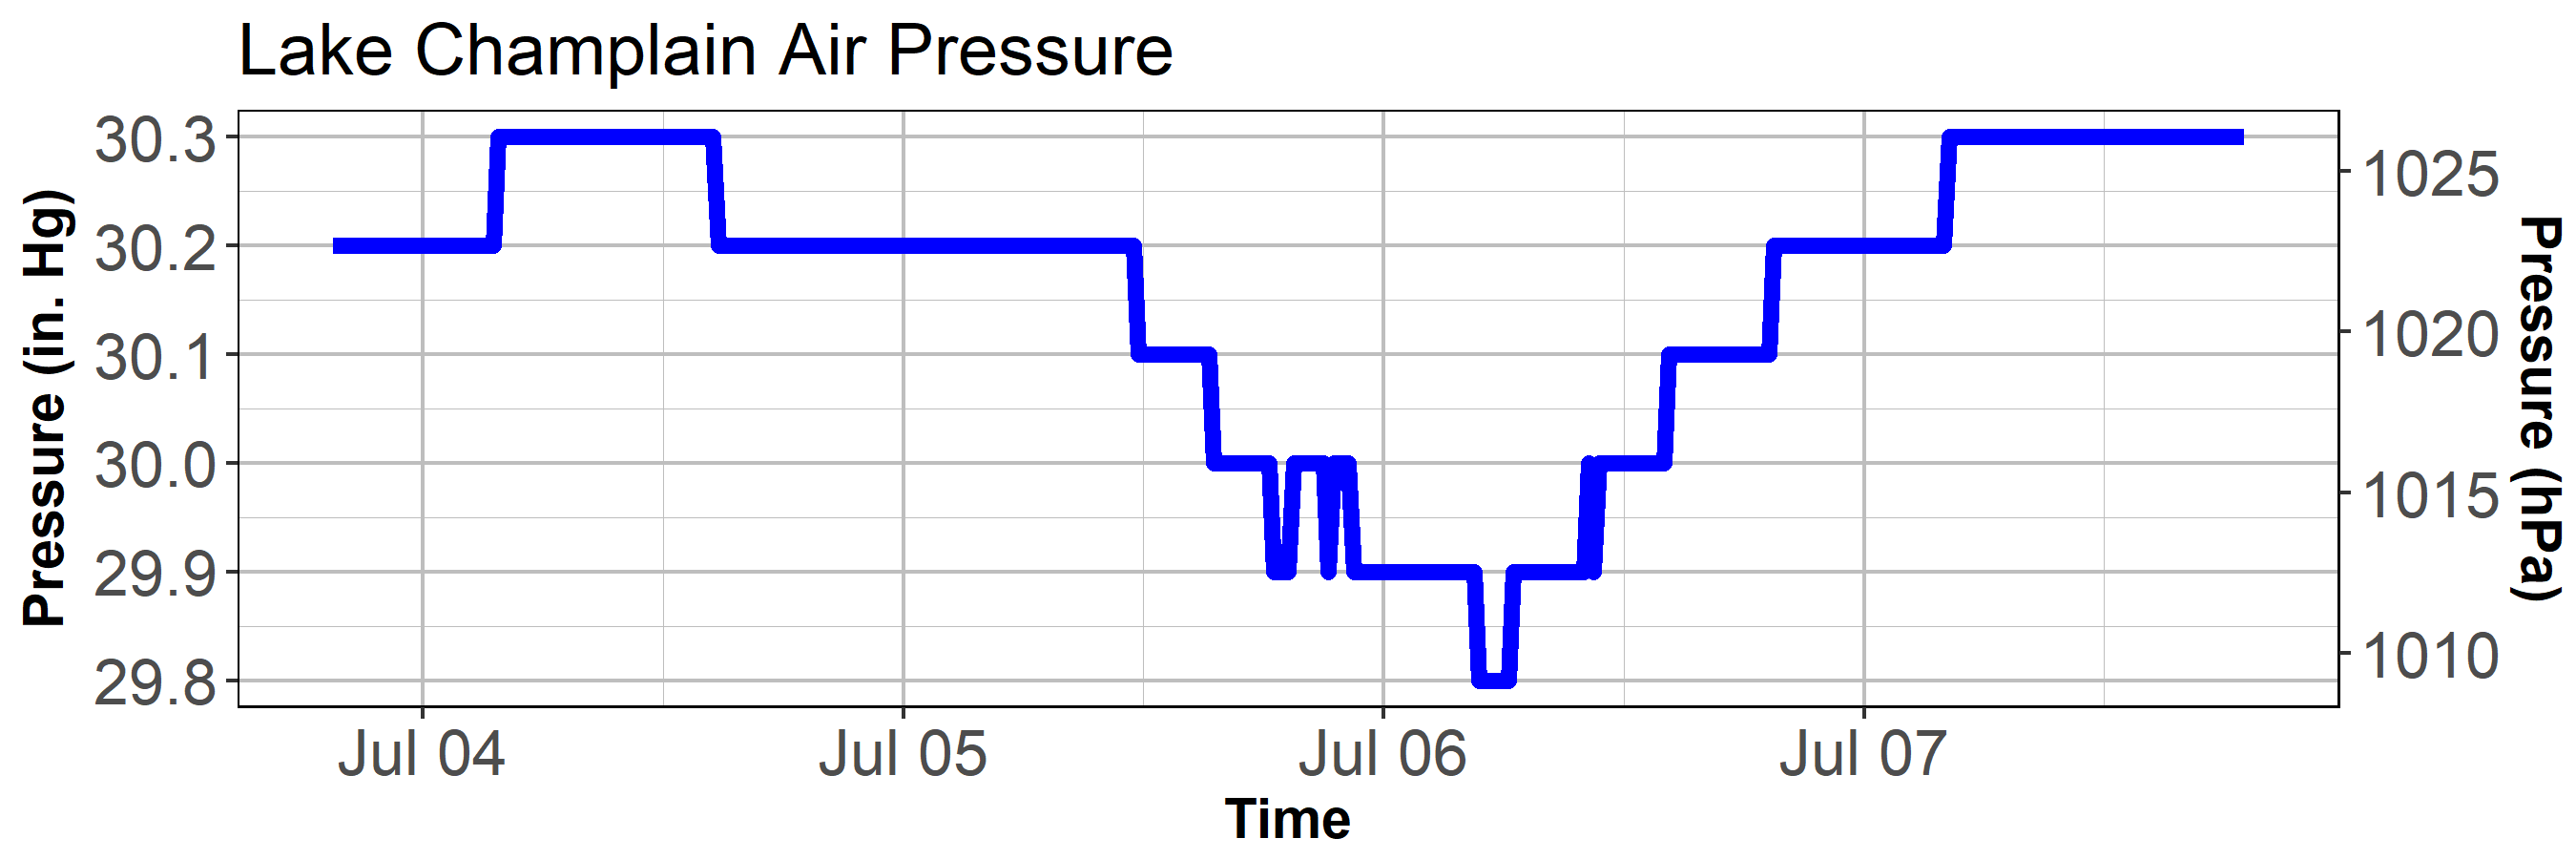 Lake Champlain Air Pressure
Pressure (in. Hg)
30.3
30.2
30.1
30.0
29.9
29.8
1025
1020
1015
1010
Pressure (hPa)
Jul 04 Jul 05 Jul 06 Jul 07
Time